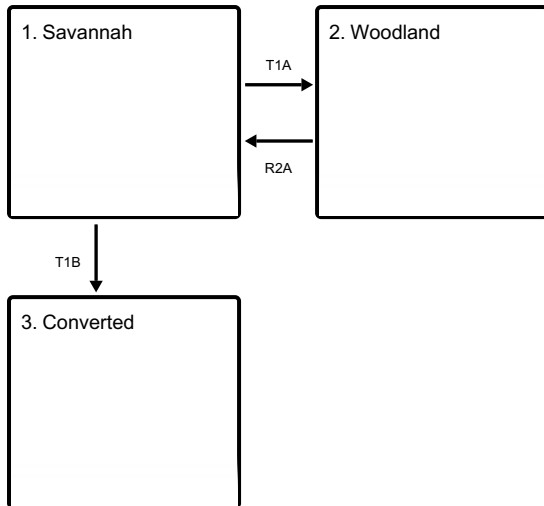 1. Savannah
2. Woodland
T1A
R2A
T1B
3. Converted